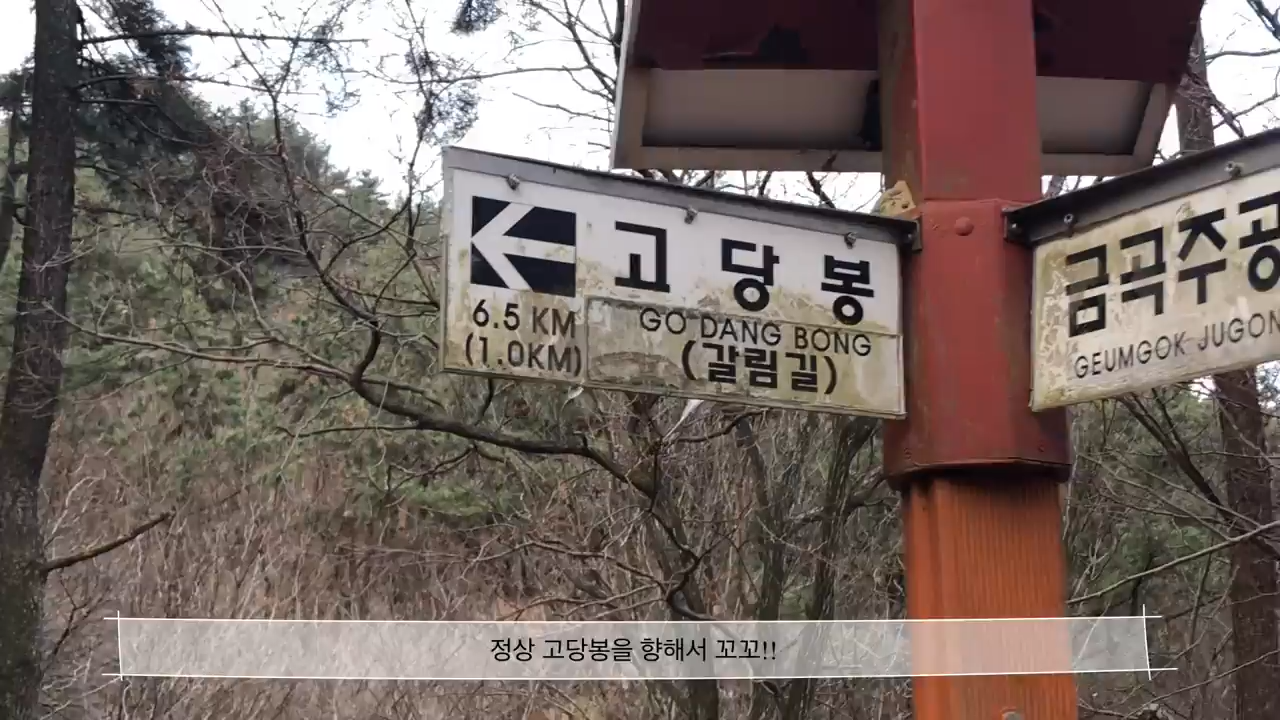 고당봉
6.5 KM
GO DANG BONG
(1.0KM)
(갈림길)
금곡주공
GEUMGOK JUGON
정상 고당봉을 향해서 꼬꼬!!